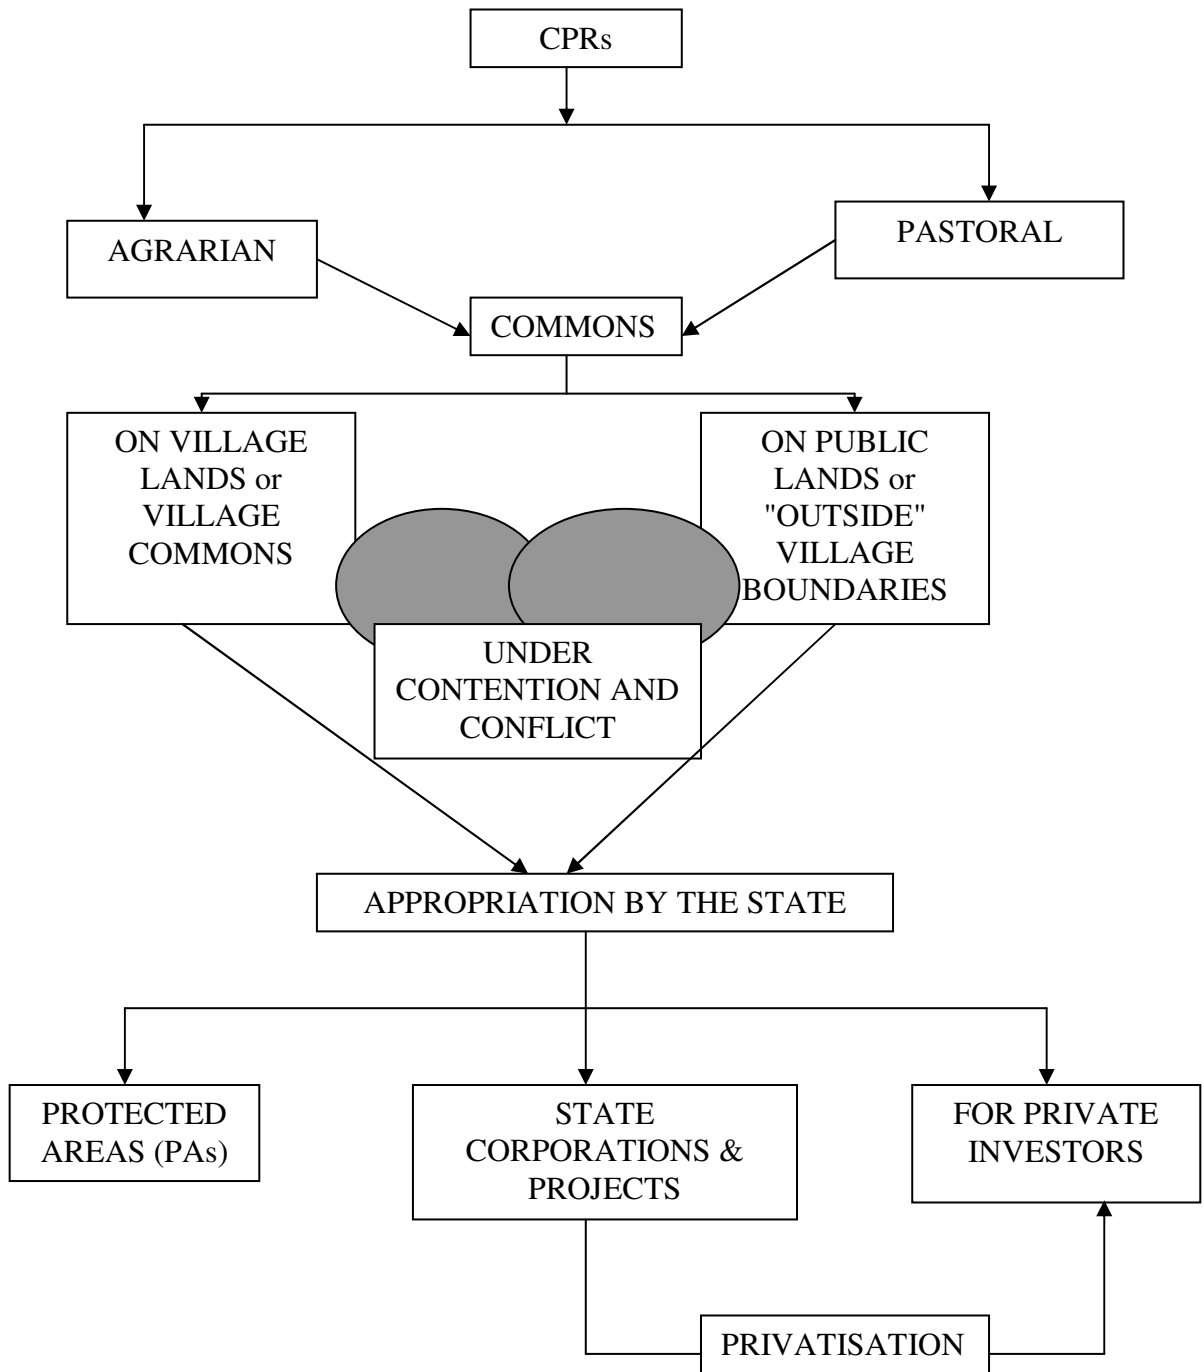 CPRs
AGRARIAN
PASTORAL
COMMONS
ON VILLAGE
LANDS or
VILLAGE
COMMONS
ON PUBLIC
LANDS or
"OUTSIDE"
VILLAGE
BOUNDARIES
UNDER
CONTENTION AND
CONFLICT
APPROPRIATION BY THE STATE
PROTECTED
AREAS (PAs)
STATE
CORPORATIONS &
PROJECTS
FOR PRIVATE
INVESTORS
PRIVATISATION